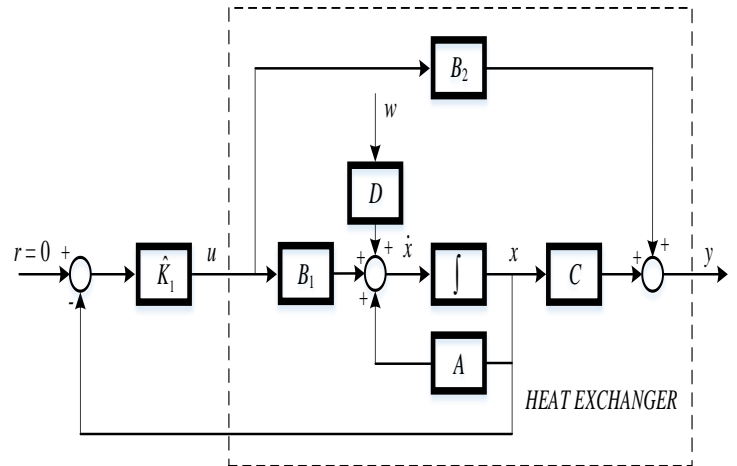 B₂
w
D
r = 0 + - K̂₁ u B₁ + + + ẋ ∫ x C + + y
A
HEAT EXCHANGER